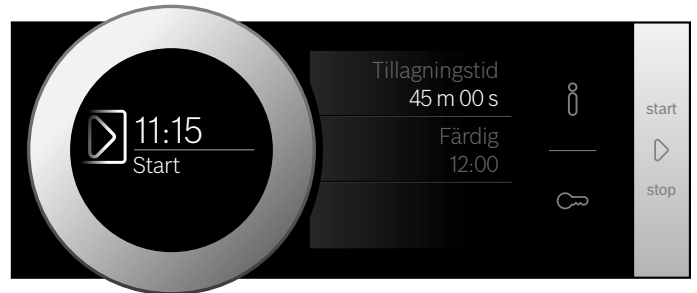 11:15
Start
Tillagningstid
45 m 00 s
Färdig
12:00
start
stop